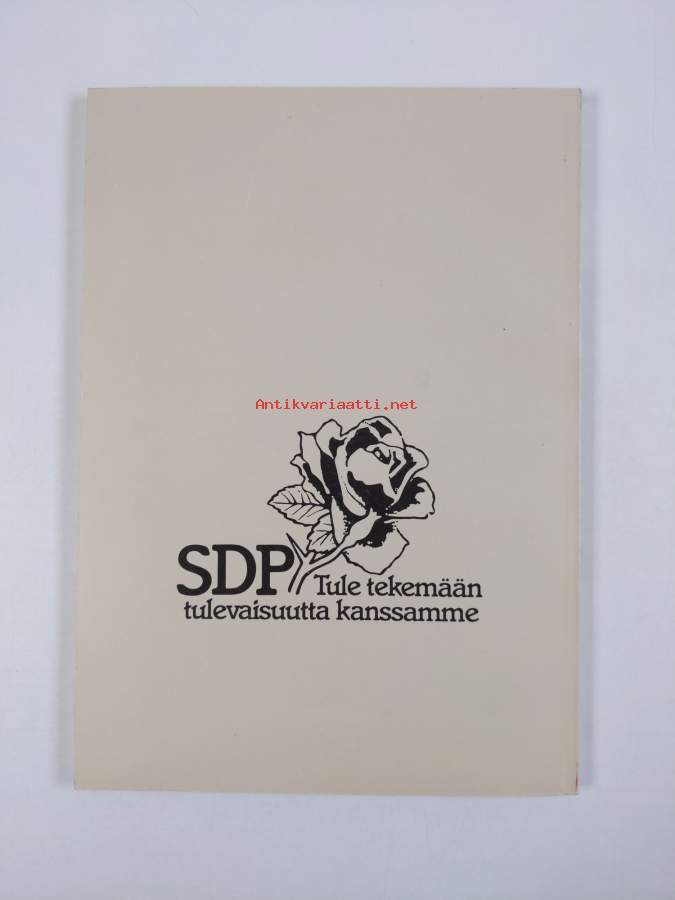 Antikvariaatti.net
SDP Tule tekemään
tulevaisuutta kanssamme